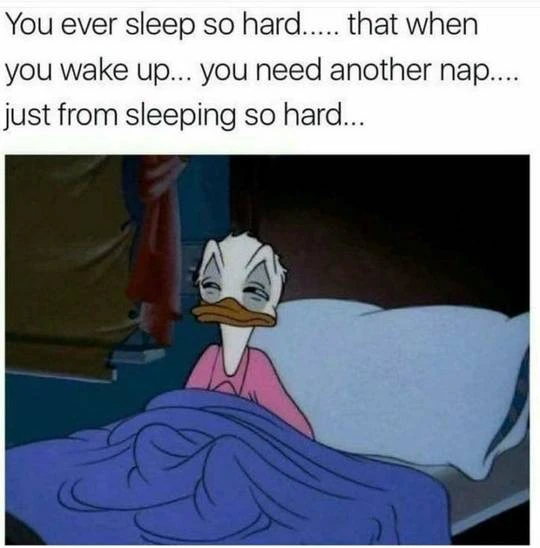 You ever sleep so hard..... that when
you wake up... you need another nap....
just from sleeping so hard...